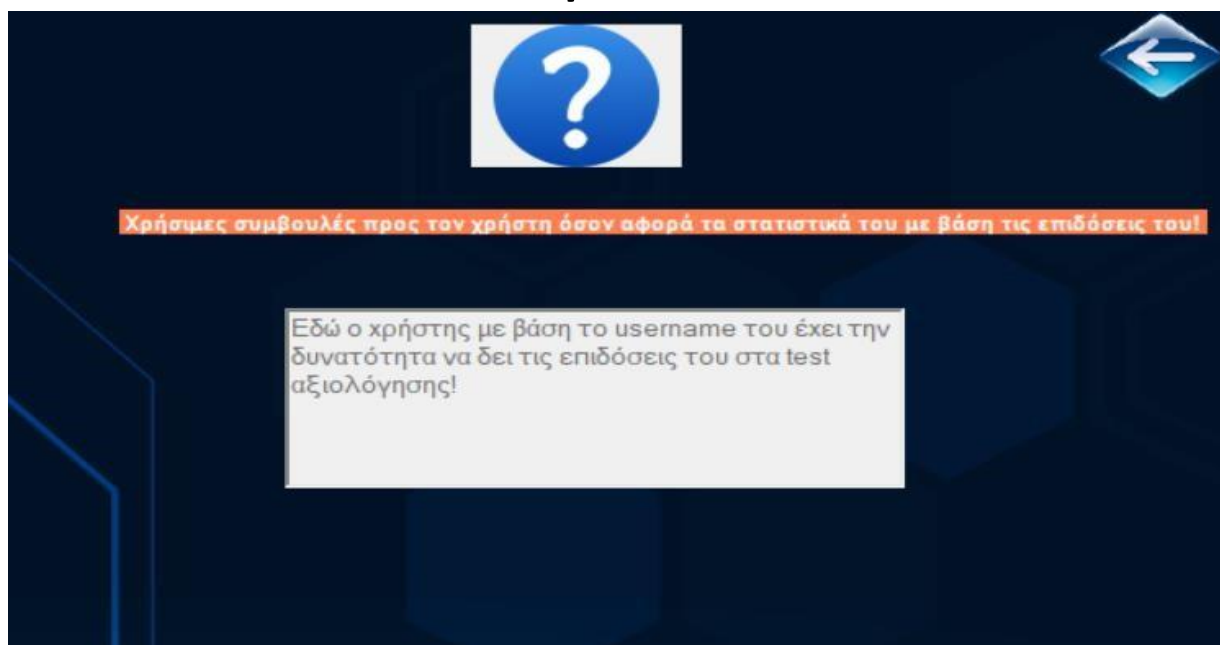 Χρήσιμες συμβουλές προς τον χρήστη όσον αφορά τα στατιστικά του με βάση τις επιδόσεις του!
Εδώ ο χρήστης με βάση το username του έχει την
δυνατότητα να δει τις επιδόσεις του στα test
αξιολόγησης!